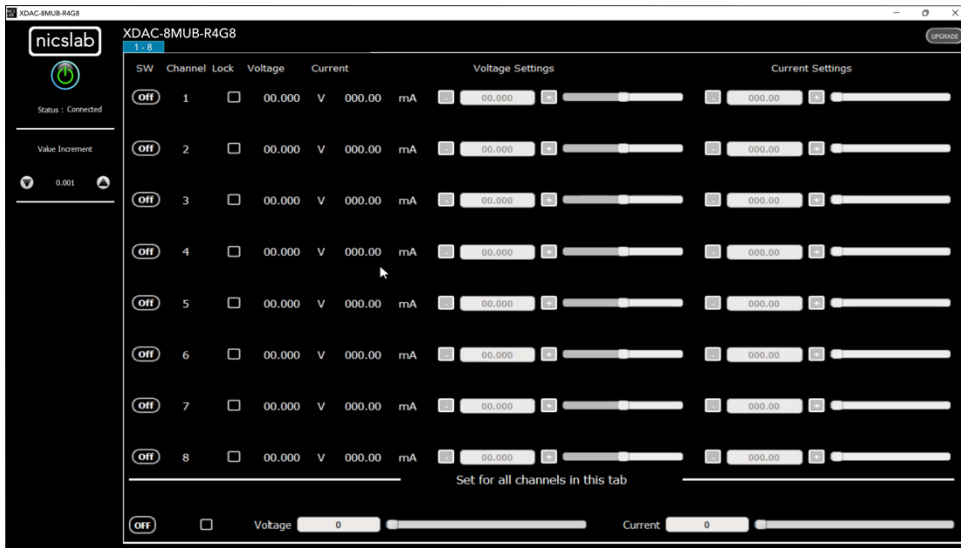 XDAC-8MUB-R4G8
nicslab
XDAC-8MUB-R4G8
UPGRADE
1 - 8
SW Channel Lock Voltage Current Voltage Settings Current Settings
Status : Connected
Value Increment
0.001
Off 1 00.000 V 000.00 mA - 00.000 + - 000.00 +
Off 2 00.000 V 000.00 mA - 00.000 + - 000.00 +
Off 3 00.000 V 000.00 mA - 00.000 + - 000.00 +
Off 4 00.000 V 000.00 mA - 00.000 + - 000.00 +
Off 5 00.000 V 000.00 mA - 00.000 + - 000.00 +
Off 6 00.000 V 000.00 mA - 00.000 + - 000.00 +
Off 7 00.000 V 000.00 mA - 00.000 + - 000.00 +
Off 8 00.000 V 000.00 mA - 00.000 + - 000.00 +
Set for all channels in this tab
OFF Voltage 0 Current 0